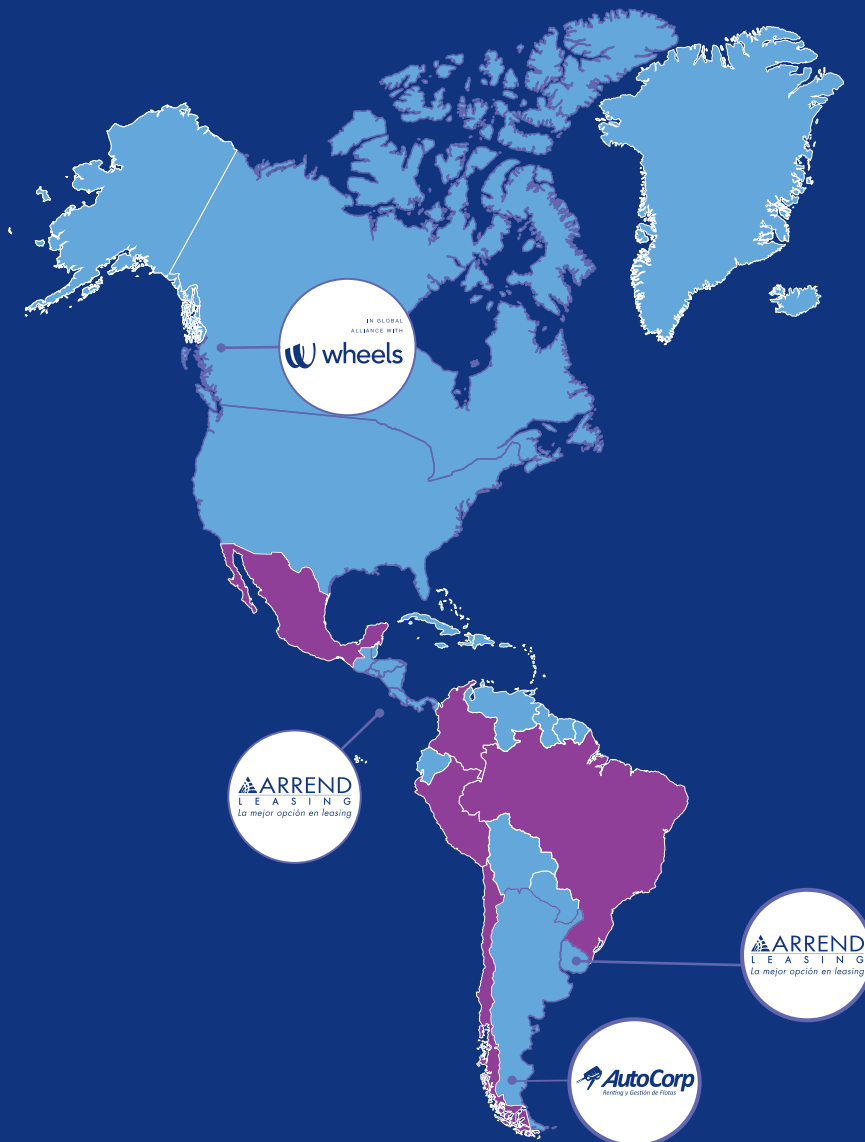 IN GLOBAL
ALLIANCE WITH
wheels
ARREND
LEASING
La mejor opción en leasing
ARREND
LEASING
La mejor opción en leasing
AutoCorp
Renting y Gestión de Flotas